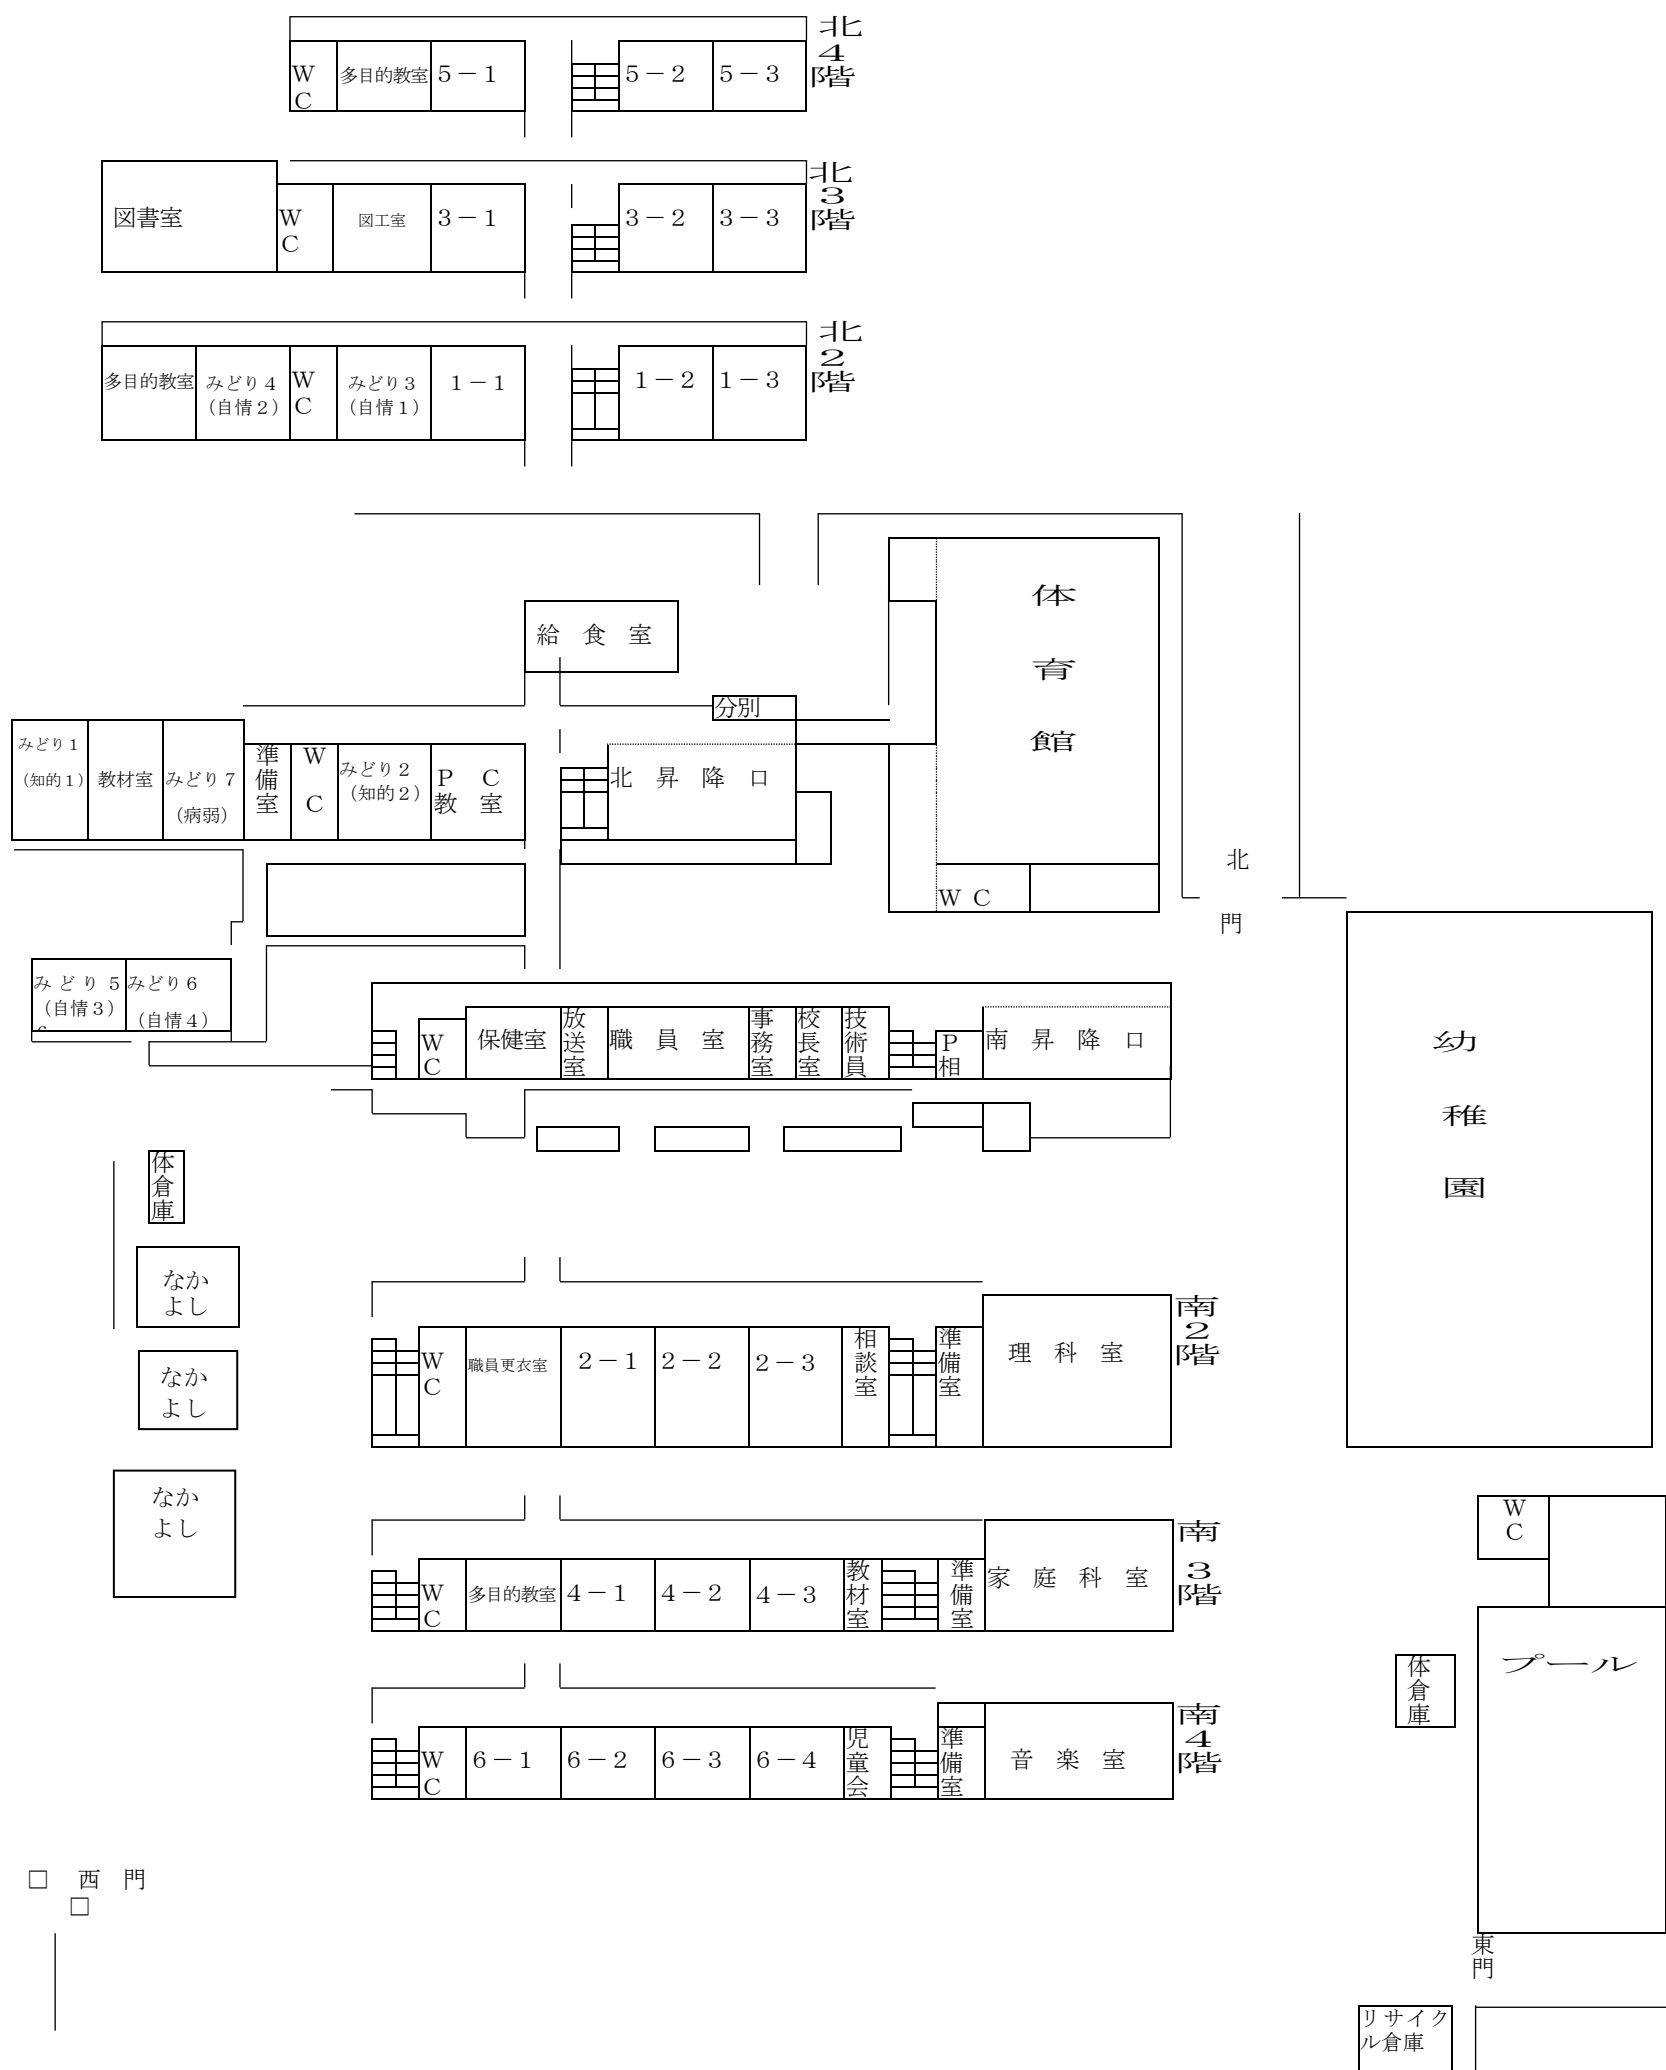 北4階
WC
多目的教室
５－１
５－２
５－３
北3階
図書室
WC
図工室
３－１
３－２
３－３
北2階
多目的教室
みどり４
（自情２）
WC
みどり３
（自情１）
１－１
１－２
１－３
体育館
給　食　室
分別
みどり１
（知的１）
教材室
みどり７
（病弱）
準備室
WC
みどり２
（知的２）
Ｐ　Ｃ
教　室
北　昇　降　口
ＷＣ
北門
みどり５
（自情３）
みどり６
（自情４）
WC
保健室
放送室
職　員　室
事務室
校長室
技術員
Ｐ相
南　昇　降　口
幼稚園
体倉庫
なか
よし
なか
よし
なか
よし
南2階
WC
職員更衣室
２－１
２－２
２－３
相談室
準備室
理　科　室
南3階
WC
多目的教室
４－１
４－２
４－３
教材室
準備室
家　庭　科　室
WC
プール
体倉庫
南4階
WC
６－１
６－２
６－３
６－４
児童会
準備室
音　楽　室
□　西　門
□
東門
リサイク
ル倉庫